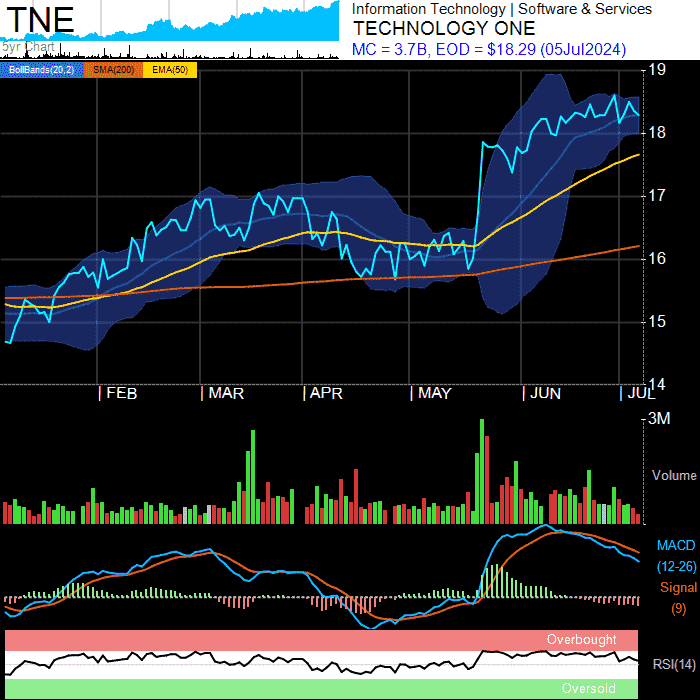 TNE
Information Technology | Software & Services
TECHNOLOGY ONE
5yr Chart
MC = 3.7B, EOD = $18.29 (05Jul2024)
BollBands(20,2) SMA(200) EMA(50)
19
18
17
16
15
14
| FEB | MAR | APR | MAY | JUN | JUL
3M
Volume
MACD
(12-26)
Signal
(9)
Overbought
RSI(14)
Oversold